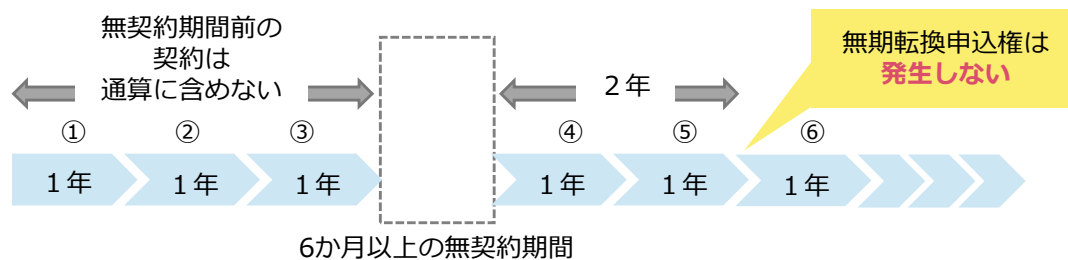 無契約期間前の
契約は
通算に含めない
２年
無期転換申込権は
発生しない
① ② ③ ④ ⑤ ⑥
１年 １年 １年 １年 １年 １年
6か月以上の無契約期間